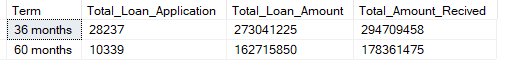 Term Total_Loan_Application Total_Loan_Amount Total_Amount_Recived
36 months 28237 273041225 294709458
60 months 10339 162715850 178361475